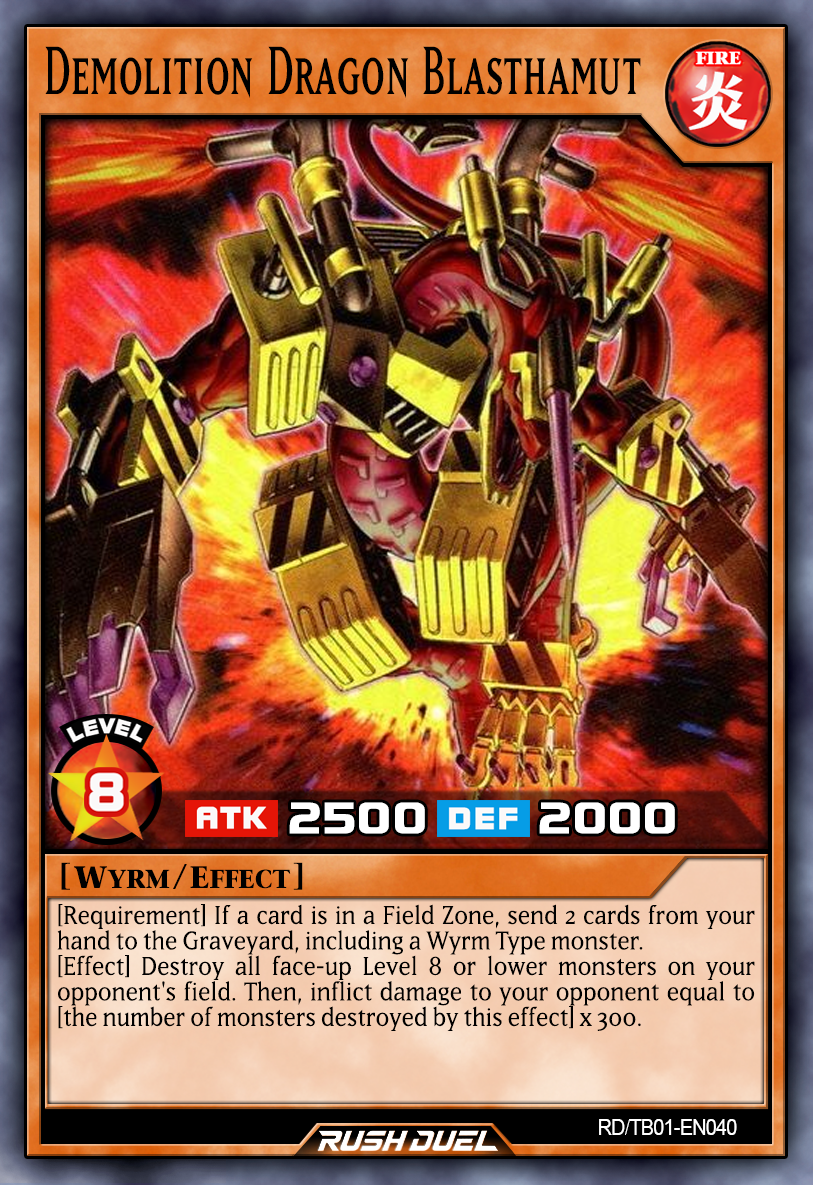 DEMOLITION DRAGON BLASTHAMUT
FIRE
炎
LEVEL
8
ATK 2500 DEF 2000
[WYRM/EFFECT]
[Requirement] If a card is in a Field Zone, send 2 cards from your
hand to the Graveyard, including a Wyrm Type monster.
[Effect] Destroy all face-up Level 8 or lower monsters on your
opponent's field. Then, inflict damage to your opponent equal to
[the number of monsters destroyed by this effect] x 300.
RUSH DUEL
RD/TB01-EN040